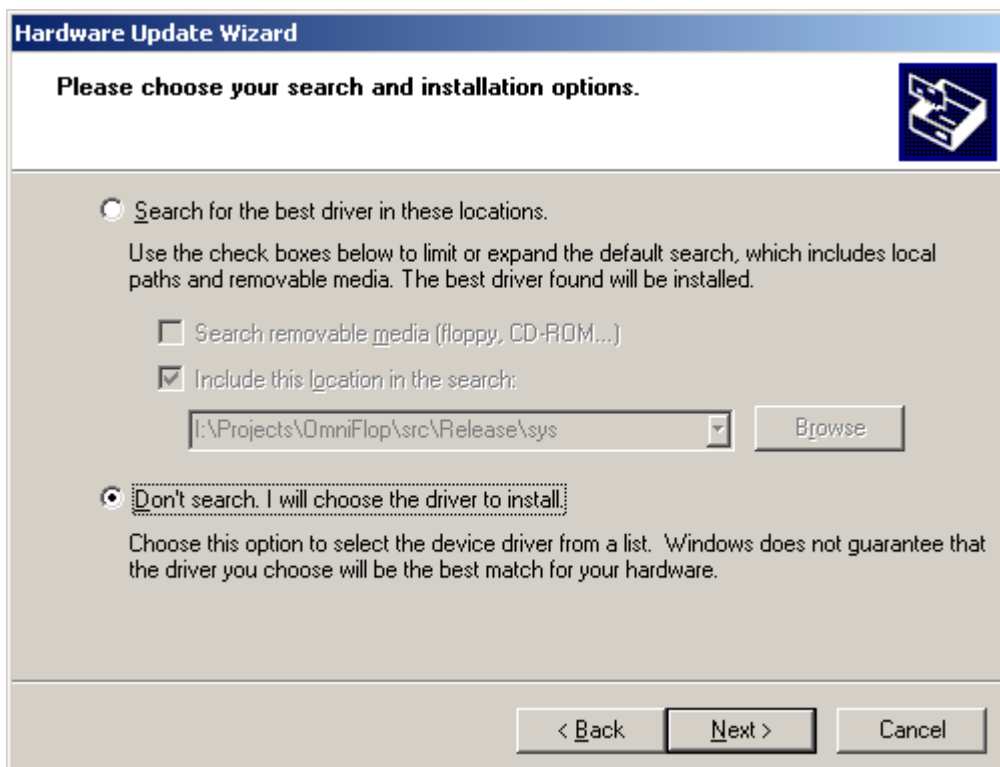 Hardware Update Wizard
Please choose your search and installation options.
Search for the best driver in these locations.
Use the check boxes below to limit or expand the default search, which includes local
paths and removable media. The best driver found will be installed.
Search removable media (floppy, CD-ROM...)
Include this location in the search:
I:\Projects\OmniFlop\src\Release\sys
Browse
Don't search. I will choose the driver to install.
Choose this option to select the device driver from a list.  Windows does not guarantee that
the driver you choose will be the best match for your hardware.
< Back Next > Cancel